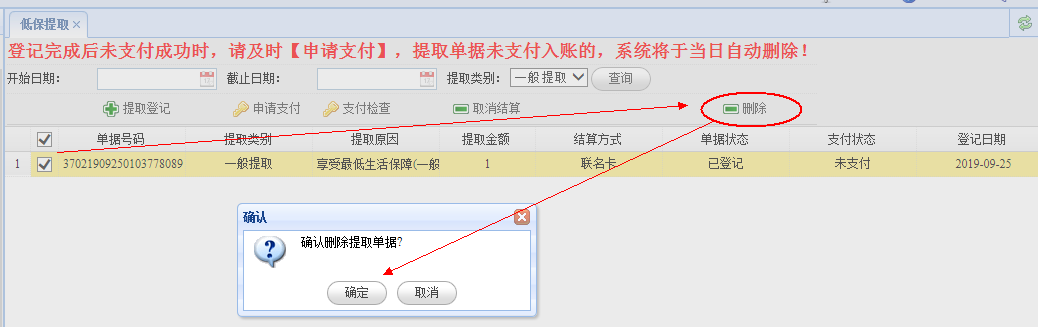 低保提取
登记完成后未支付成功时，请及时【申请支付】，提取单据未支付入账的，系统将于当日自动删除！
开始日期： 截止日期： 提取类别： 一般提取 查询
提取登记 申请支付 支付检查 取消结算 删除
单据号码 提取类别 提取原因 提取金额 结算方式 单据状态 支付状态 登记日期
1 37021909250103778089 一般提取 享受最低生活保障(一般 1 联名卡 已登记 未支付 2019-09-25
确认
确认删除提取单据?
确定 取消